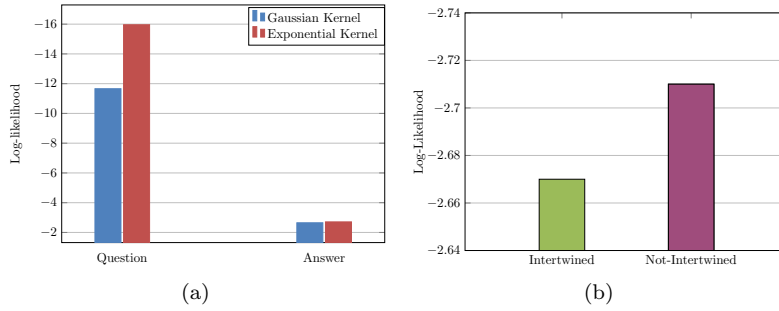 Log-likelihood
−16
−14
−12
−10
−8
−6
−4
−2
Gaussian Kernel
Exponential Kernel
Question
Answer
(a)
Log-Likelihood
−2.74
−2.72
−2.7
−2.68
−2.66
−2.64
Intertwined
Not-Intertwined
(b)